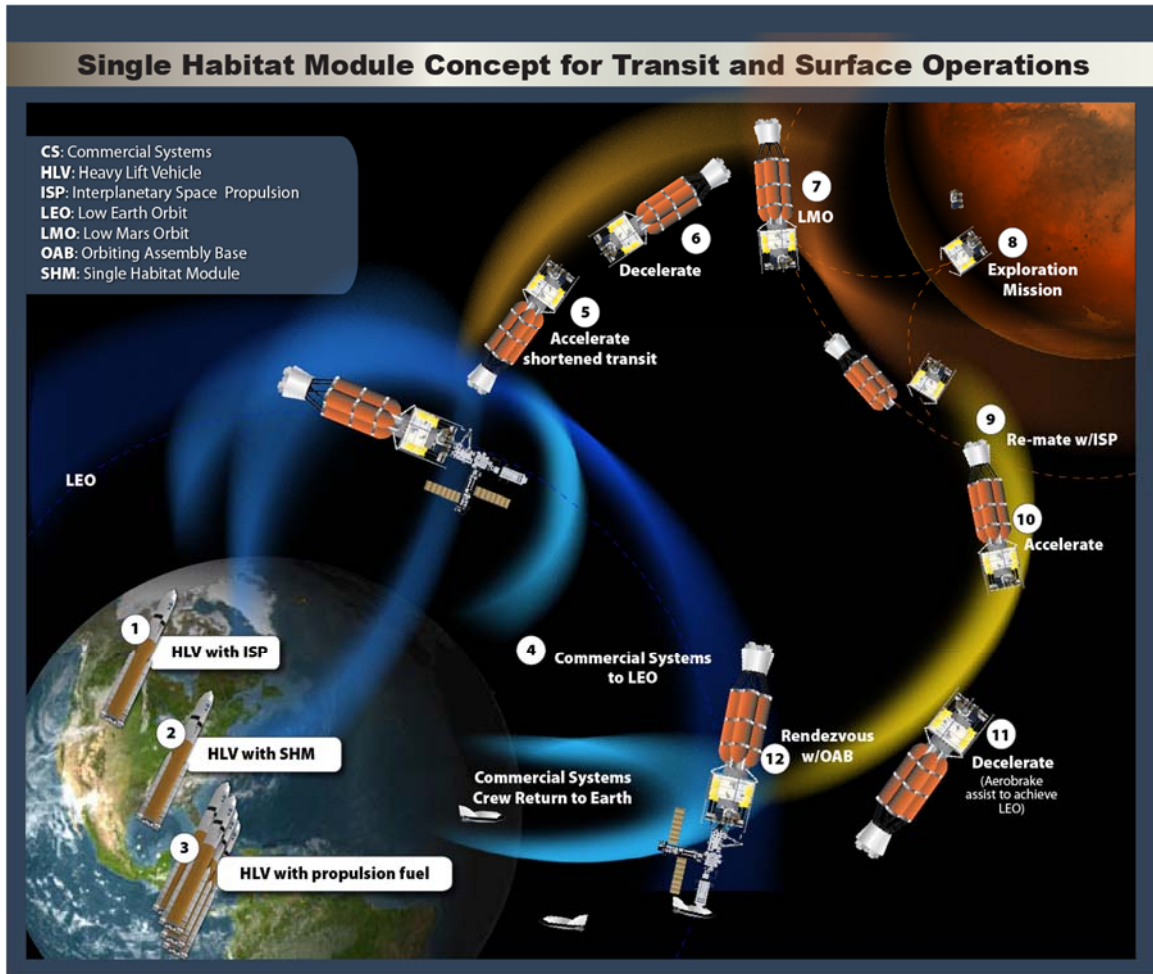 Single Habitat Module Concept for Transit and Surface Operations
CS: Commercial Systems
HLV: Heavy Lift Vehicle
ISP: Interplanetary Space Propulsion
LEO: Low Earth Orbit
LMO: Low Mars Orbit
OAB: Orbiting Assembly Base
SHM: Single Habitat Module
1
HLV with ISP
2
HLV with SHM
3
HLV with propulsion fuel
LEO
4
Commercial Systems
to LEO
5
Accelerate
shortened transit
6
Decelerate
7
LMO
8
Exploration
Mission
9
Re-mate w/ISP
10
Accelerate
11
Decelerate
(Aerobrake
assist to achieve
LEO)
12
Rendezvous
w/OAB
Commercial Systems
Crew Return to Earth